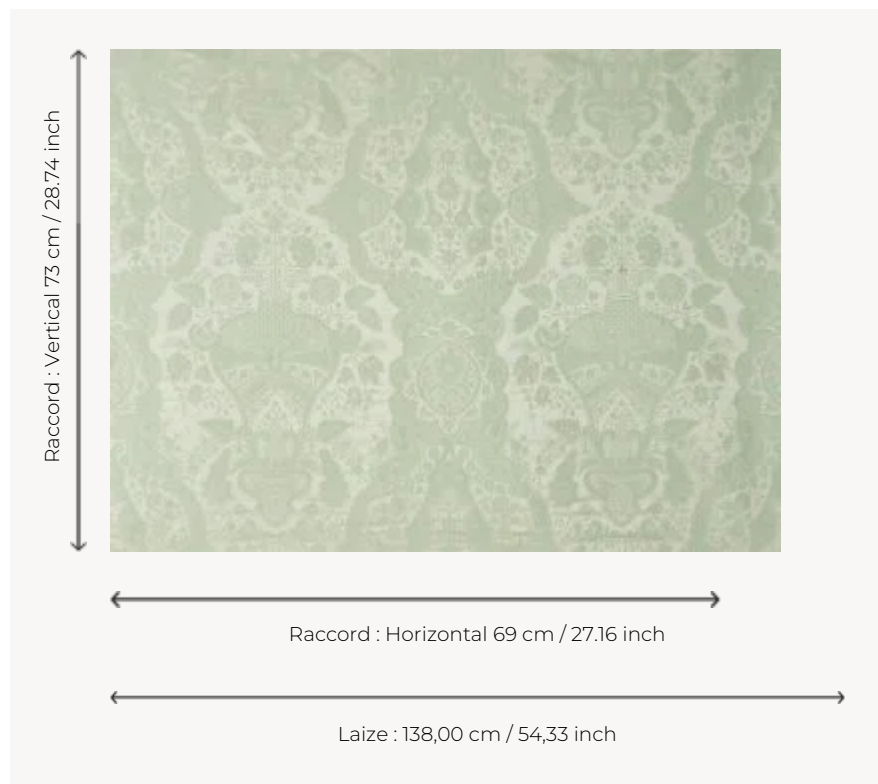 Raccord : Vertical 73 cm / 28.74 inch
Raccord : Horizontal 69 cm / 27.16 inch
Laize : 138,00 cm / 54,33 inch